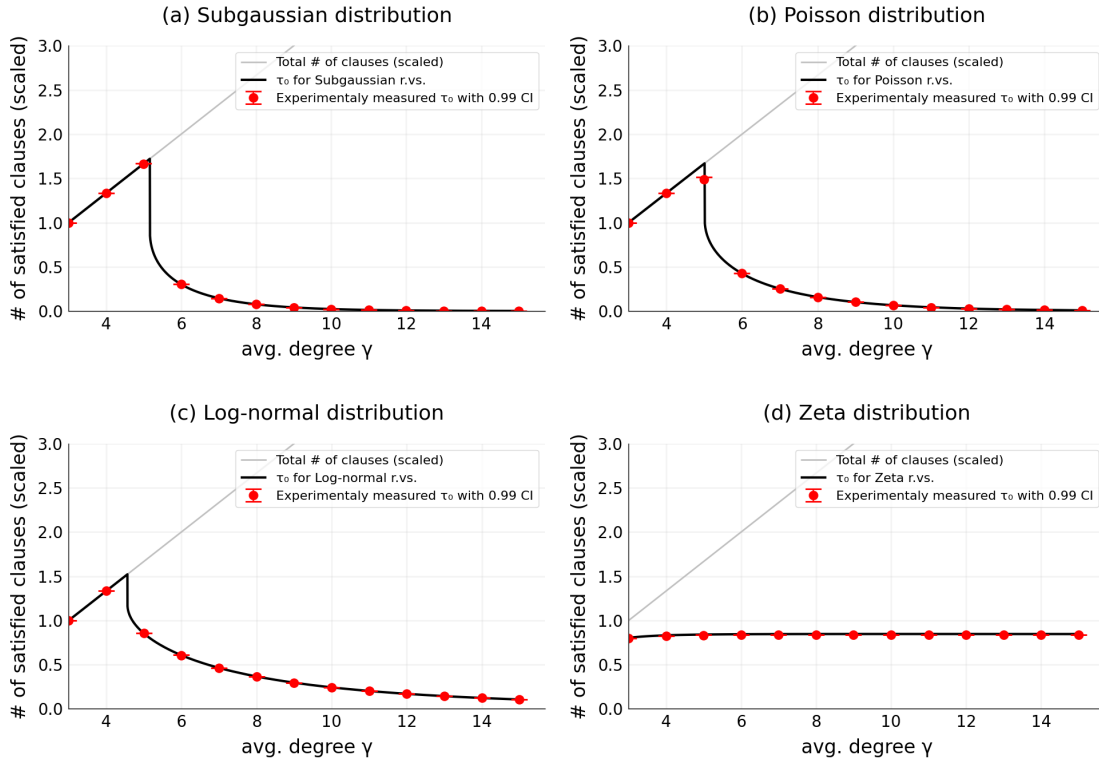 (a) Subgaussian distribution
# of satisfied clauses (scaled)
3.0
2.5
2.0
1.5
1.0
0.5
0.0
Total # of clauses (scaled)
τ₀ for Subgaussian r.vs.
Experimentaly measured τ₀ with 0.99 CI
4 6 8 10 12 14
avg. degree γ
(b) Poisson distribution
# of satisfied clauses (scaled)
3.0
2.5
2.0
1.5
1.0
0.5
0.0
Total # of clauses (scaled)
τ₀ for Poisson r.vs.
Experimentaly measured τ₀ with 0.99 CI
4 6 8 10 12 14
avg. degree γ
(c) Log-normal distribution
# of satisfied clauses (scaled)
3.0
2.5
2.0
1.5
1.0
0.5
0.0
Total # of clauses (scaled)
τ₀ for Log-normal r.vs.
Experimentaly measured τ₀ with 0.99 CI
4 6 8 10 12 14
avg. degree γ
(d) Zeta distribution
# of satisfied clauses (scaled)
3.0
2.5
2.0
1.5
1.0
0.5
0.0
Total # of clauses (scaled)
τ₀ for Zeta r.vs.
Experimentaly measured τ₀ with 0.99 CI
4 6 8 10 12 14
avg. degree γ